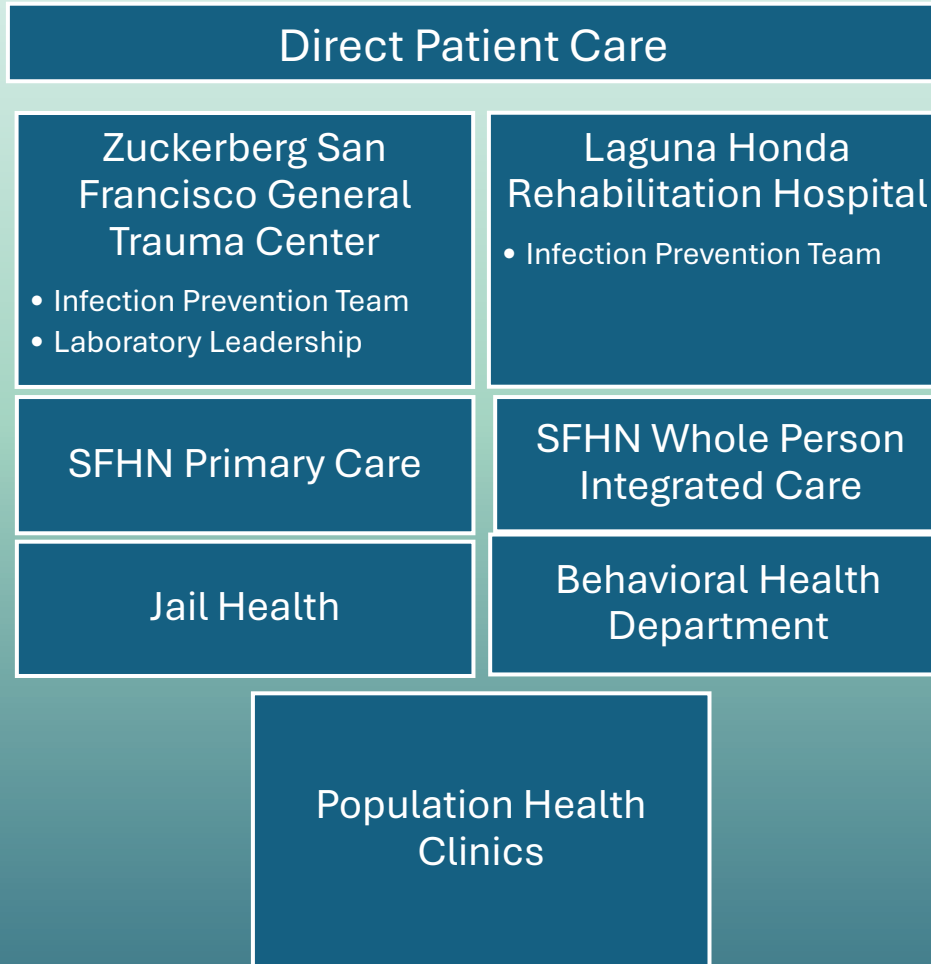 Direct Patient Care
Zuckerberg San
Francisco General
Trauma Center
• Infection Prevention Team
• Laboratory Leadership
Laguna Honda
Rehabilitation Hospital
• Infection Prevention Team
SFHN Primary Care
SFHN Whole Person
Integrated Care
Jail Health
Behavioral Health
Department
Population Health
Clinics